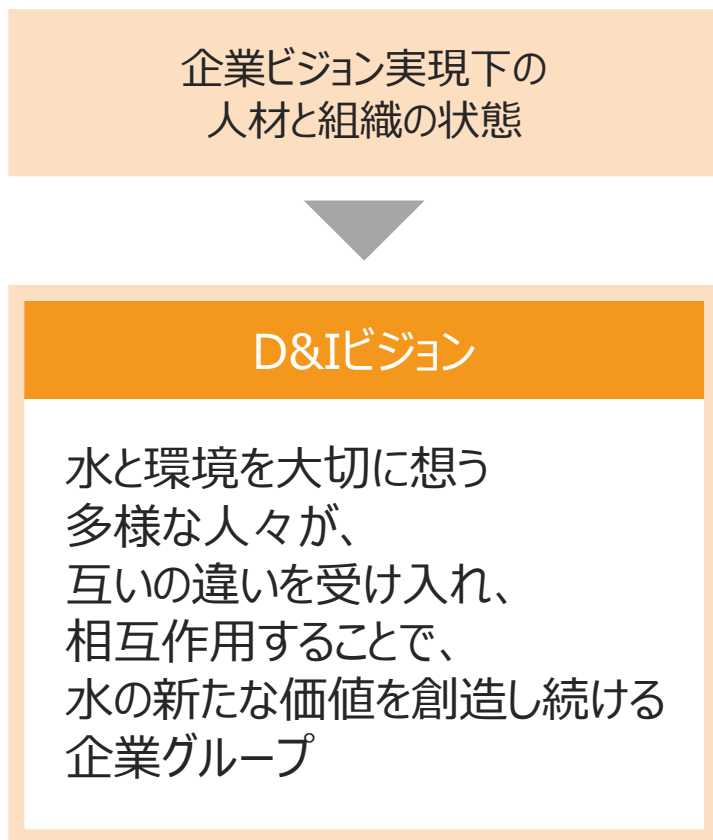 企業ビジョン実現下の
人材と組織の状態
D&Iビジョン
水と環境を大切に想う
多様な人々が、
互いの違いを受け入れ、
相互作用することで、
水の新たな価値を創造し続ける
企業グループ